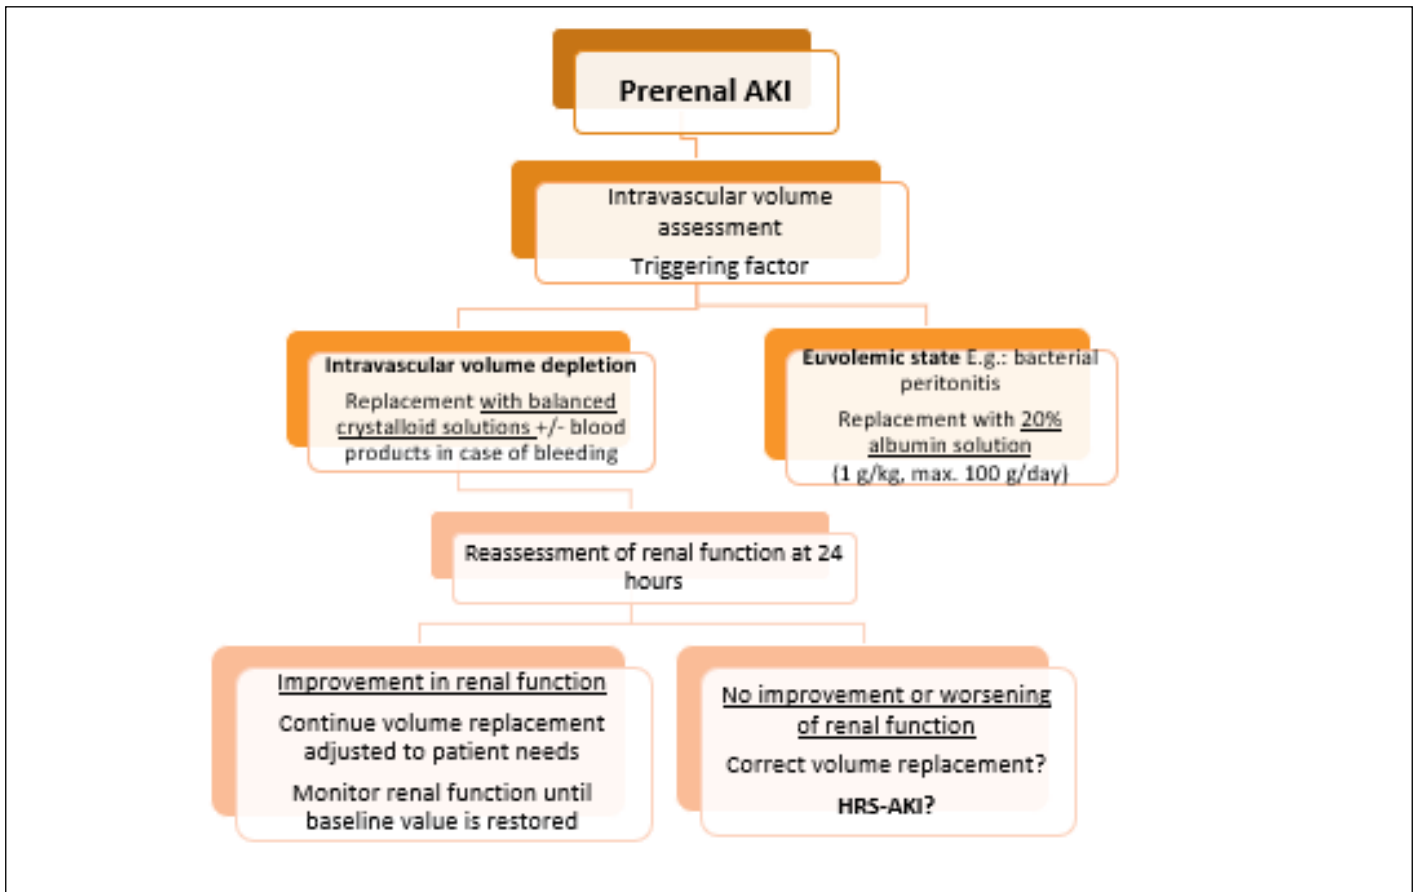 Prerenal AKI
Intravascular volume
assessment
Triggering factor
Intravascular volume depletion
Replacement with balanced
crystalloid solutions +/- blood
products in case of bleeding
Euvolemic state E.g.: bacterial
peritonitis
Replacement with 20%
albumin solution
(1 g/kg, max. 100 g/day)
Reassessment of renal function at 24
hours
Improvement in renal function
Continue volume replacement
adjusted to patient needs
Monitor renal function until
baseline value is restored
No improvement or worsening
of renal function
Correct volume replacement?
HRS-AKI?